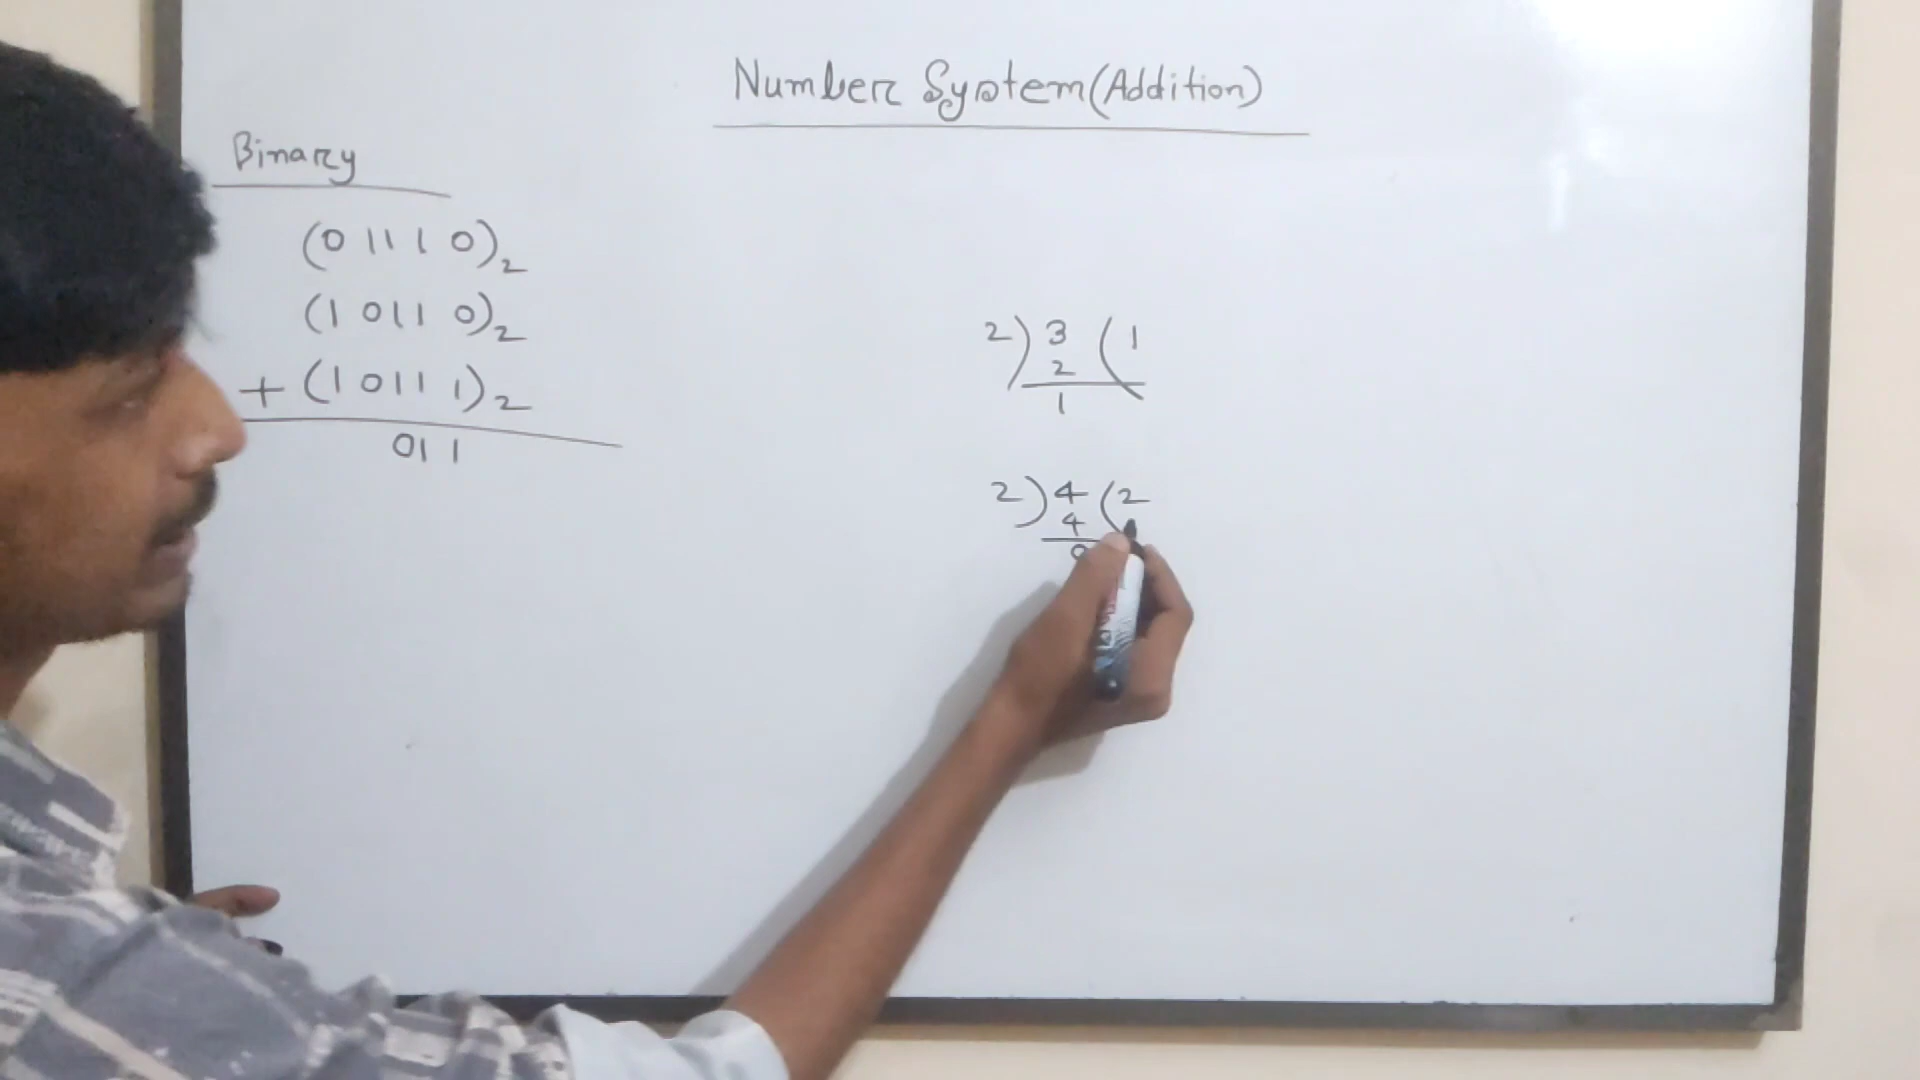 Number System (Addition)
Binary
(0 1 1 1 0)2
(1 0 1 1 0)2
+ (1 0 1 1 1)2
0 1 1
2) 3 (1
2
1
2) 4 (2
4
0